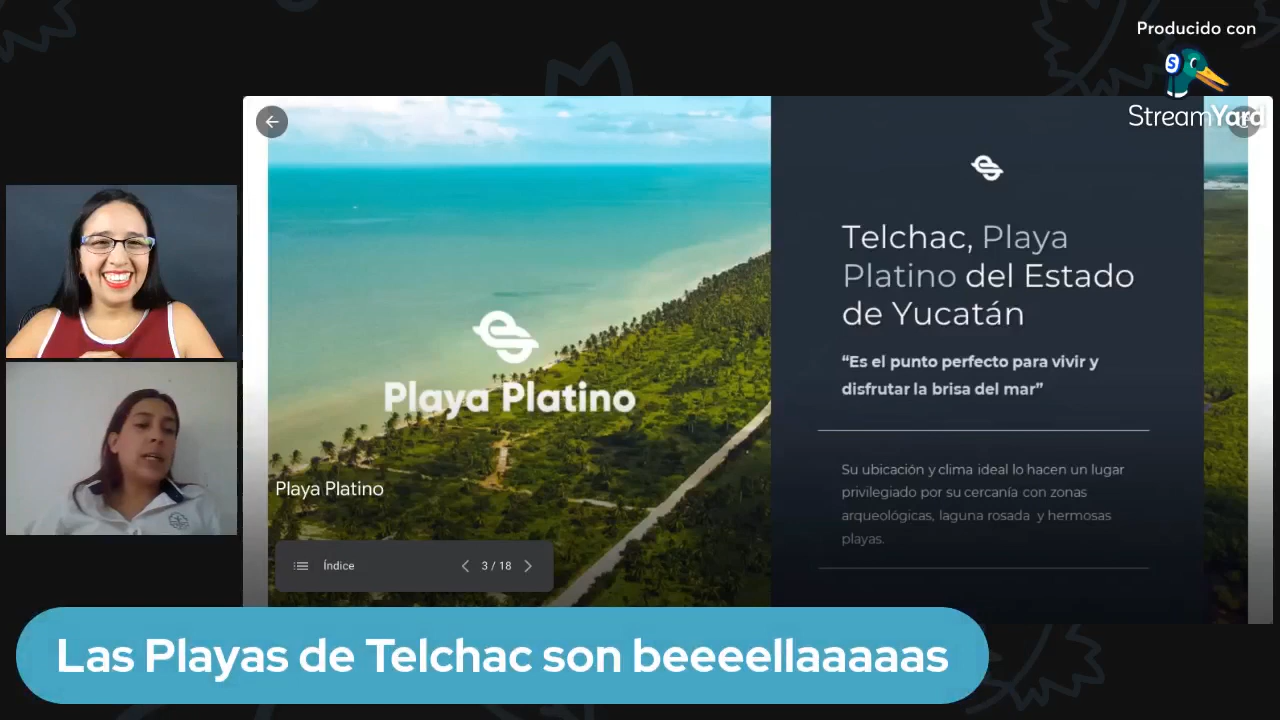 Producido con
StreamYard
Playa Platino
Telchac, Playa
Platino del Estado
de Yucatán
“Es el punto perfecto para vivir y
disfrutar la brisa del mar”
Su ubicación y clima ideal lo hacen un lugar
privilegiado por su cercanía con zonas
arqueológicas, laguna rosada y hermosas
playas.
Playa Platino
Índice
3 / 18
Las Playas de Telchac son beeeellaaaaas